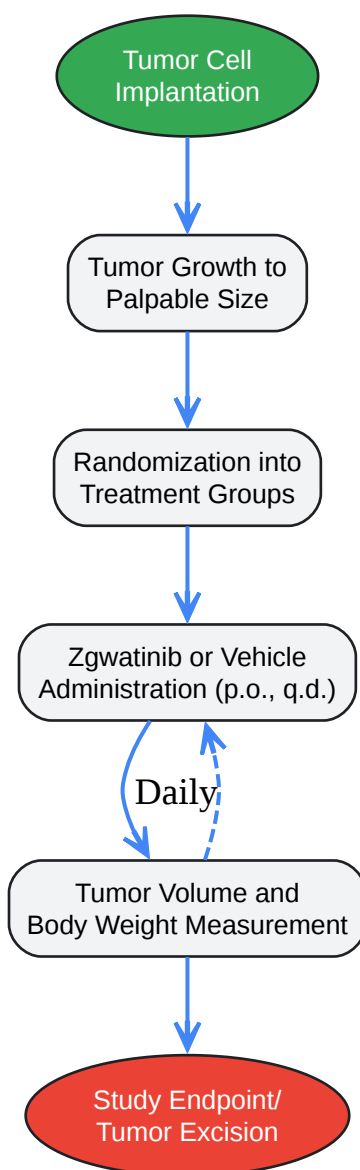 Tumor Cell
Implantation
Tumor Growth to
Palpable Size
Randomization into
Treatment Groups
Zgwatinib or Vehicle
Administration (p.o., q.d.)
Daily
Tumor Volume and
Body Weight Measurement
Study Endpoint/
Tumor Excision